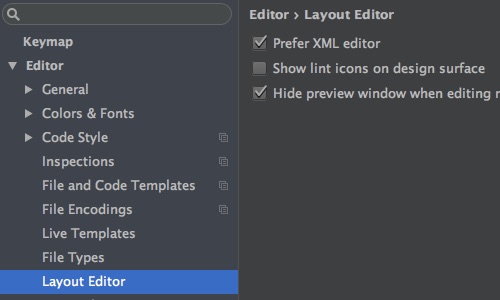 Keymap
Editor
General
Colors & Fonts
Code Style
Inspections
File and Code Templates
File Encodings
Live Templates
File Types
Layout Editor
Editor › Layout Editor
Prefer XML editor
Show lint icons on design surface
Hide preview window when editing